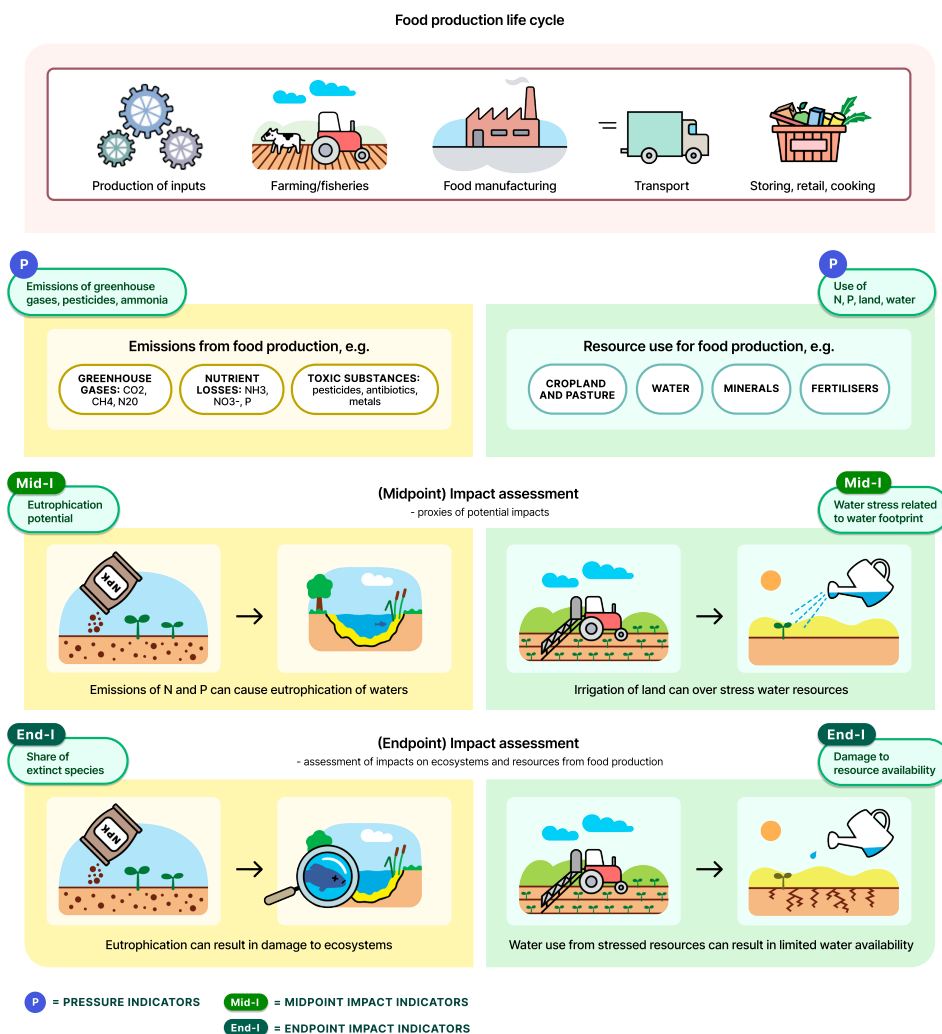 Food production life cycle
Production of inputs
Farming/fisheries
Food manufacturing
Transport
Storing, retail, cooking
P
Emissions of greenhouse
gases, pesticides, ammonia
P
Use of
N, P, land, water
Emissions from food production, e.g.
GREENHOUSE
GASES: CO2,
CH4, N20
NUTRIENT
LOSSES: NH3,
NO3-, P
TOXIC SUBSTANCES:
pesticides, antibiotics,
metals
Resource use for food production, e.g.
CROPLAND
AND PASTURE
WATER
MINERALS
FERTILISERS
Mid-I
Eutrophication
potential
(Midpoint) Impact assessment
- proxies of potential impacts
Mid-I
Water stress related
to water footprint
NPK
Emissions of N and P can cause eutrophication of waters
Irrigation of land can over stress water resources
End-I
Share of
extinct species
(Endpoint) Impact assessment
- assessment of impacts on ecosystems and resources from food production
End-I
Damage to
resource availability
NPK
Eutrophication can result in damage to ecosystems
Water use from stressed resources can result in limited water availability
P = PRESSURE INDICATORS
Mid-I = MIDPOINT IMPACT INDICATORS
End-I = ENDPOINT IMPACT INDICATORS